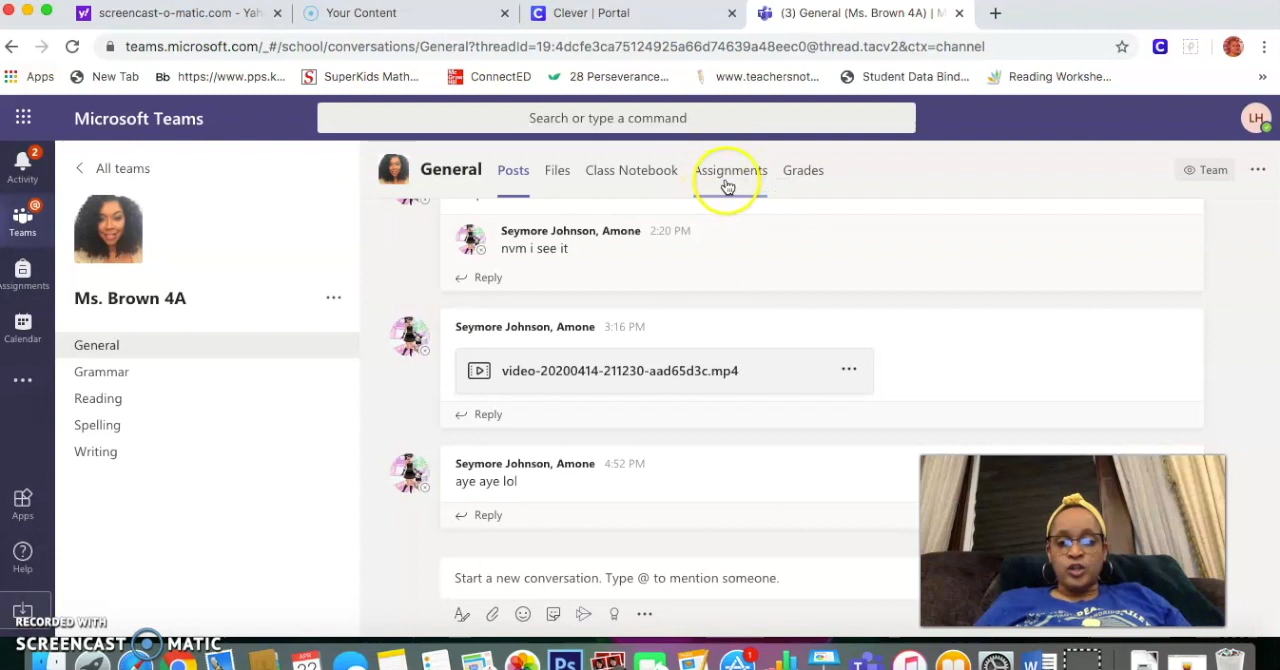 screencast-o-matic.com - Yah
Your Content
Clever | Portal
(3) General (Ms. Brown 4A) | M
teams.microsoft.com/_#/school/conversations/General?threadId=19:4dcfe3ca75124925a66d74639a48eec0@thread.tacv2&ctx=channel
Apps
New Tab
Bb https://www.pps.k...
S SuperKids Math...
ConnectED
28 Perseverance...
www.teachersnot...
Student Data Bind...
Reading Workshe...
»
Microsoft Teams
Search or type a command
LH
2
Activity
Teams
Assignments
Calendar
Apps
Help
All teams
Ms. Brown 4A
General
Grammar
Reading
Spelling
Writing
General
Posts
Files
Class Notebook
Assignments
Grades
Team
Seymore Johnson, Amone 2:20 PM
nvm i see it
Reply
Seymore Johnson, Amone 3:16 PM
video-20200414-211230-aad65d3c.mp4
Reply
Seymore Johnson, Amone 4:52 PM
aye aye lol
Reply
Start a new conversation. Type @ to mention someone.
RECORDED WITH
SCREENCAST MATIC
APR
22
Ps
1
W